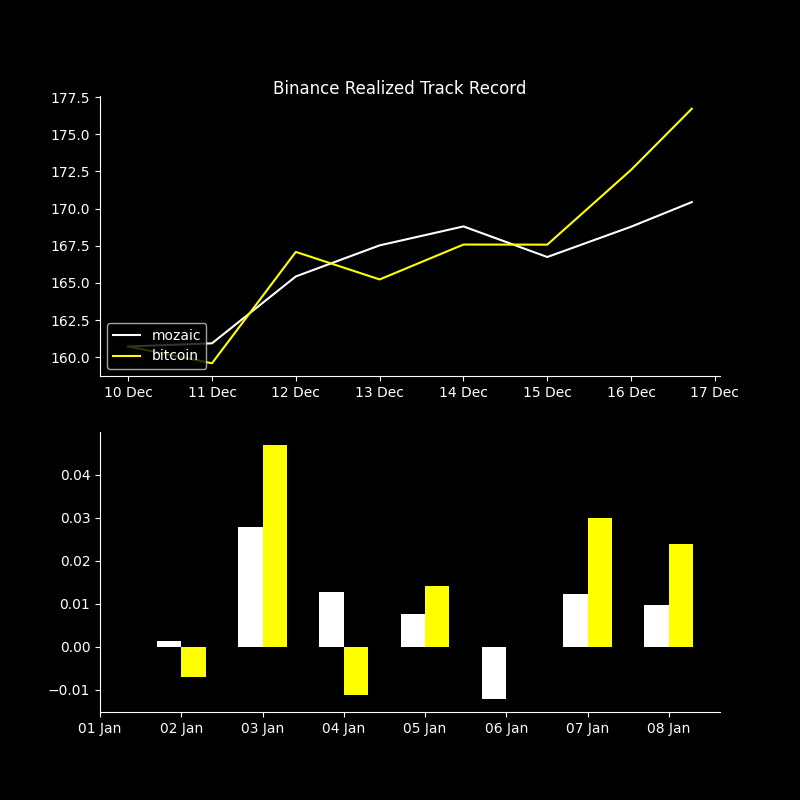 Binance Realized Track Record
177.5
175.0
172.5
170.0
167.5
165.0
162.5
160.0
mozaic
bitcoin
10 Dec 11 Dec 12 Dec 13 Dec 14 Dec 15 Dec 16 Dec 17 Dec
0.04
0.03
0.02
0.01
0.00
−0.01
01 Jan 02 Jan 03 Jan 04 Jan 05 Jan 06 Jan 07 Jan 08 Jan